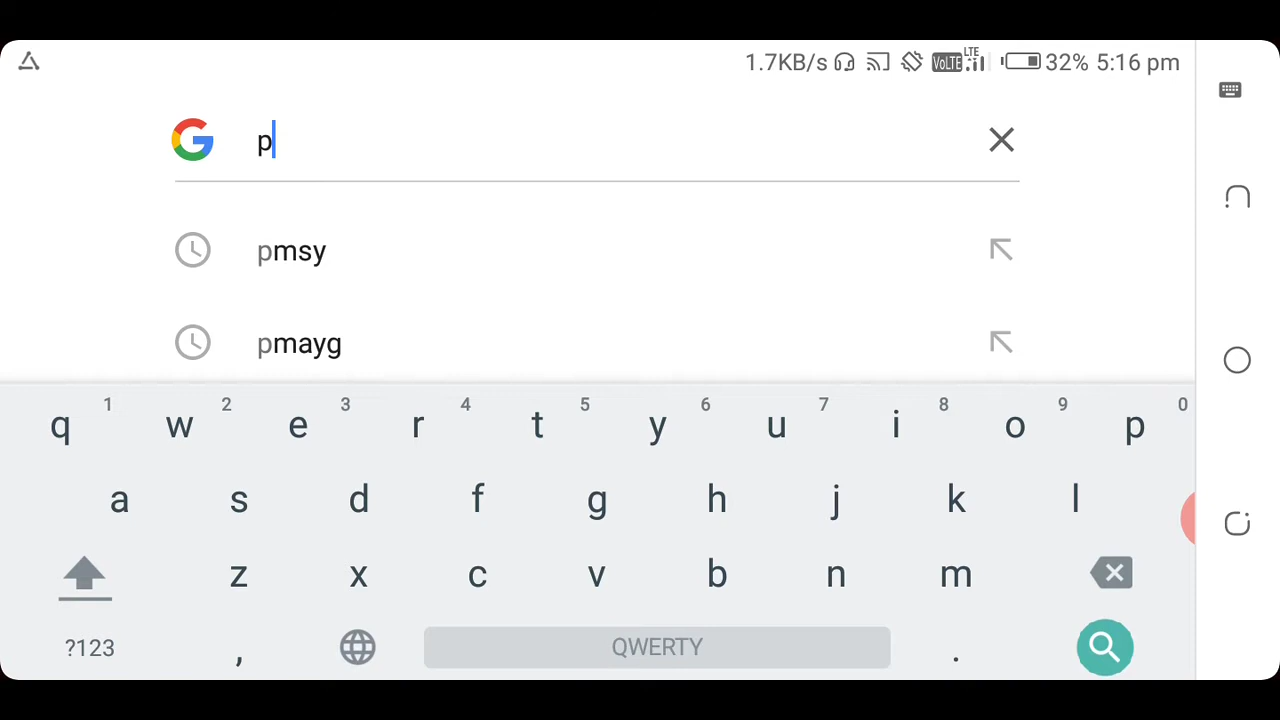 1.7KB/s VoLTE LTE 32% 5:16 pm
p
pmsy
pmayg
1 2 3 4 5 6 7 8 9 0
q w e r t y u i o p
a s d f g h j k l
z x c v b n m
?123 , QWERTY .